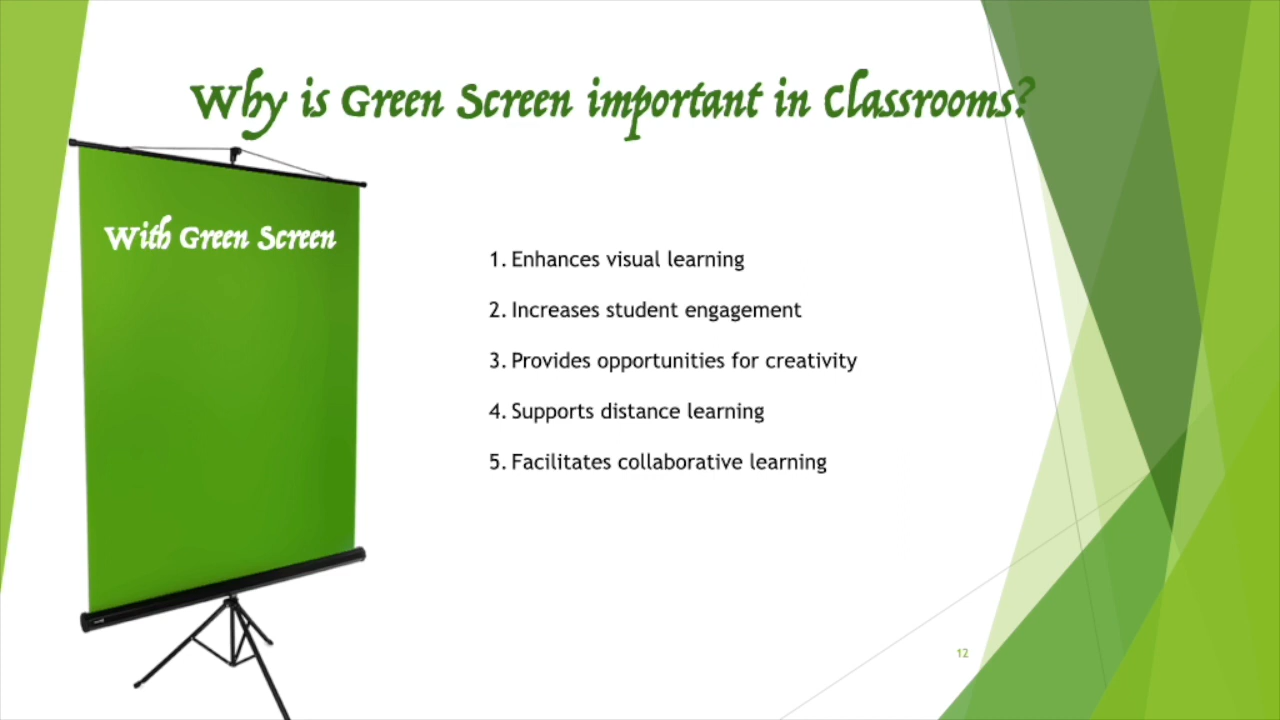 Why is Green Screen important in Classrooms?
With Green Screen
1. Enhances visual learning
2. Increases student engagement
3. Provides opportunities for creativity
4. Supports distance learning
5. Facilitates collaborative learning
12